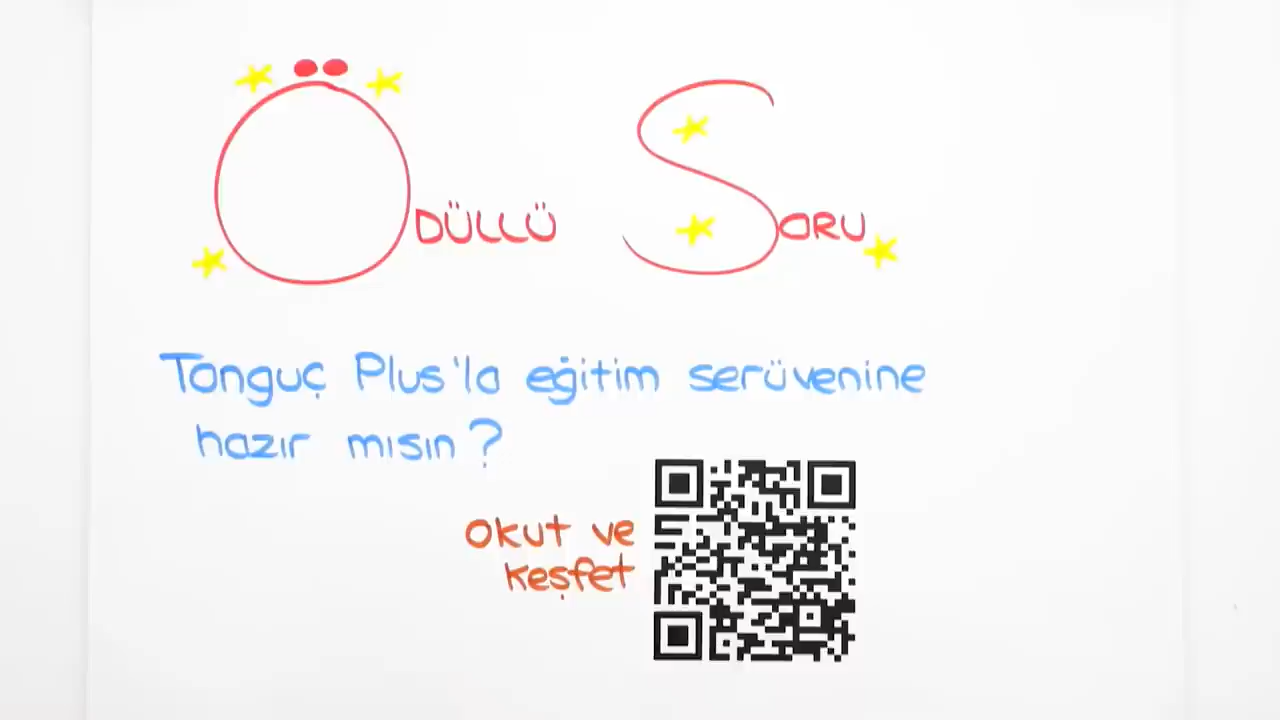 ÖDÜLLÜ SORU
Tonguç Plus'la eğitim serüvenine
hazır mısın?
Okut ve
keşfet